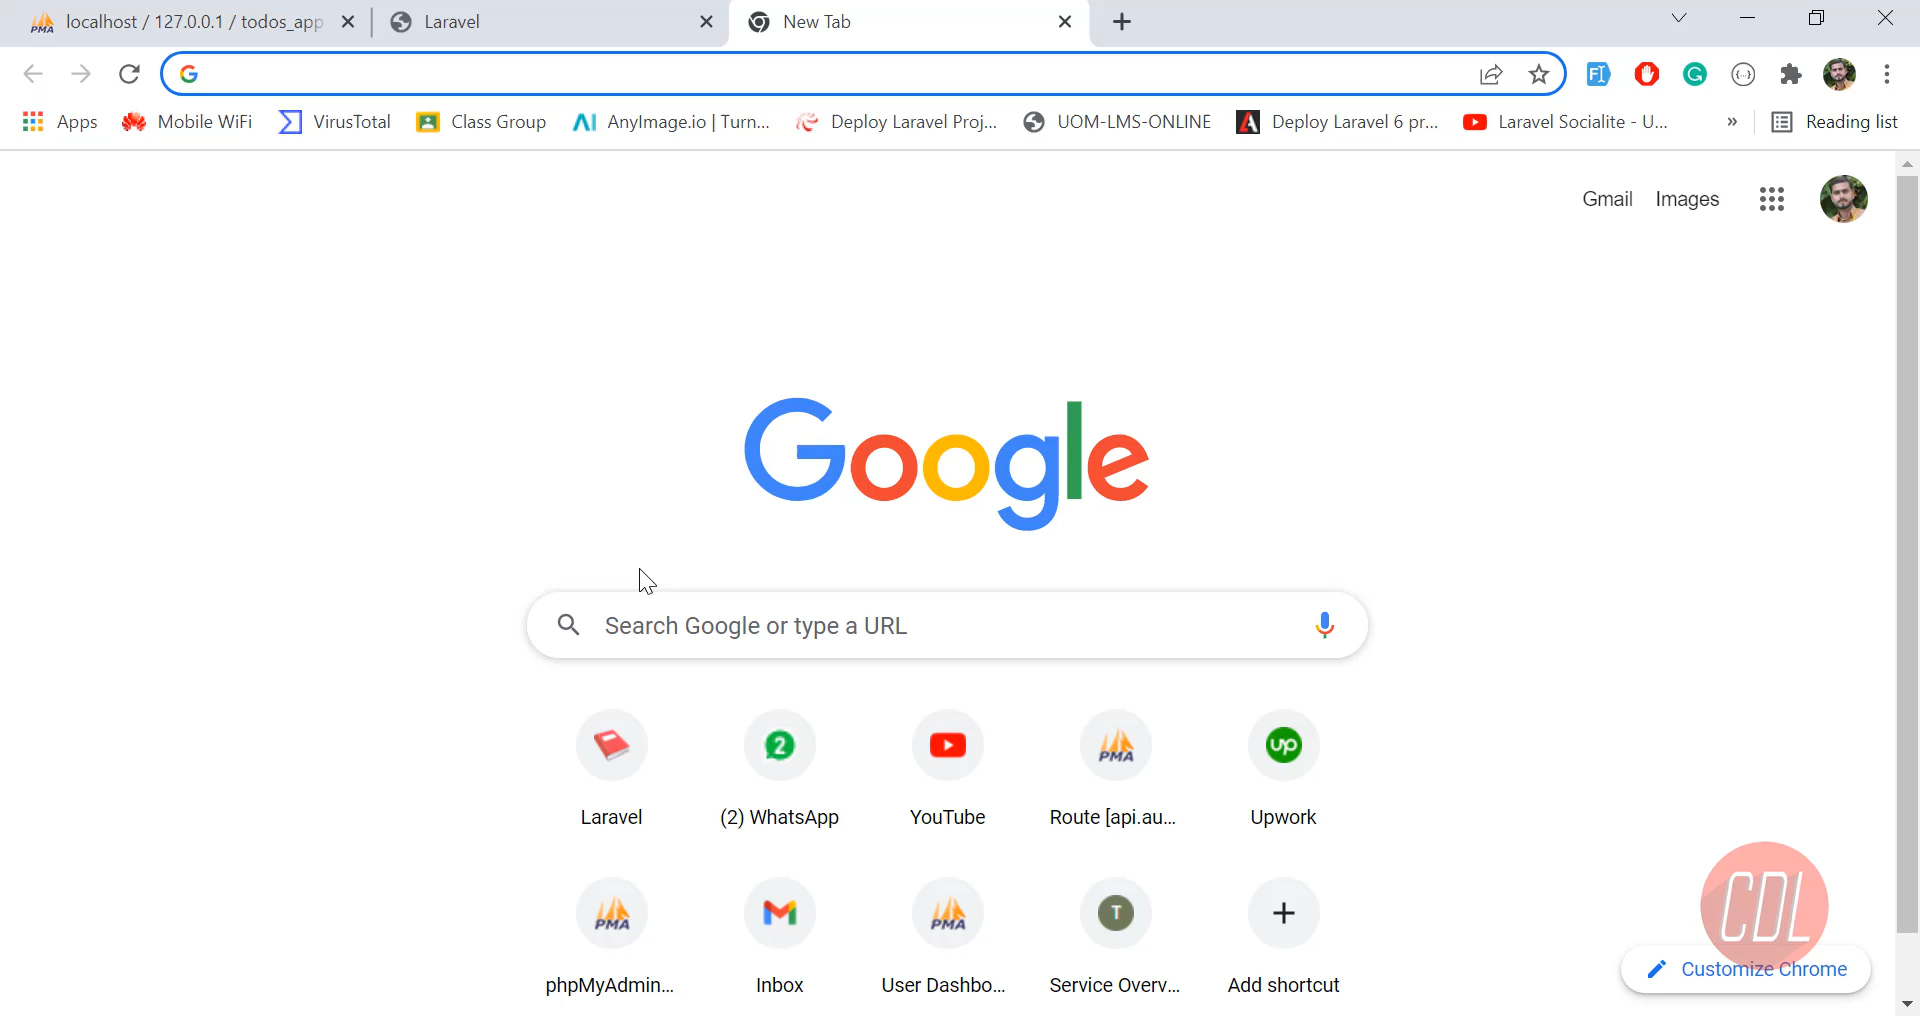 localhost / 127.0.0.1 / todos_app
Laravel
New Tab
Apps
Mobile WiFi
VirusTotal
Class Group
AnyImage.io | Turn...
Deploy Laravel Proj...
UOM-LMS-ONLINE
Deploy Laravel 6 pr...
Laravel Socialite - U...
»
Reading list
Gmail
Images
Google
Search Google or type a URL
Laravel
(2) WhatsApp
YouTube
Route [api.au...
Upwork
phpMyAdmin...
Inbox
User Dashbo...
Service Overv...
Add shortcut
CDL
Customize Chrome